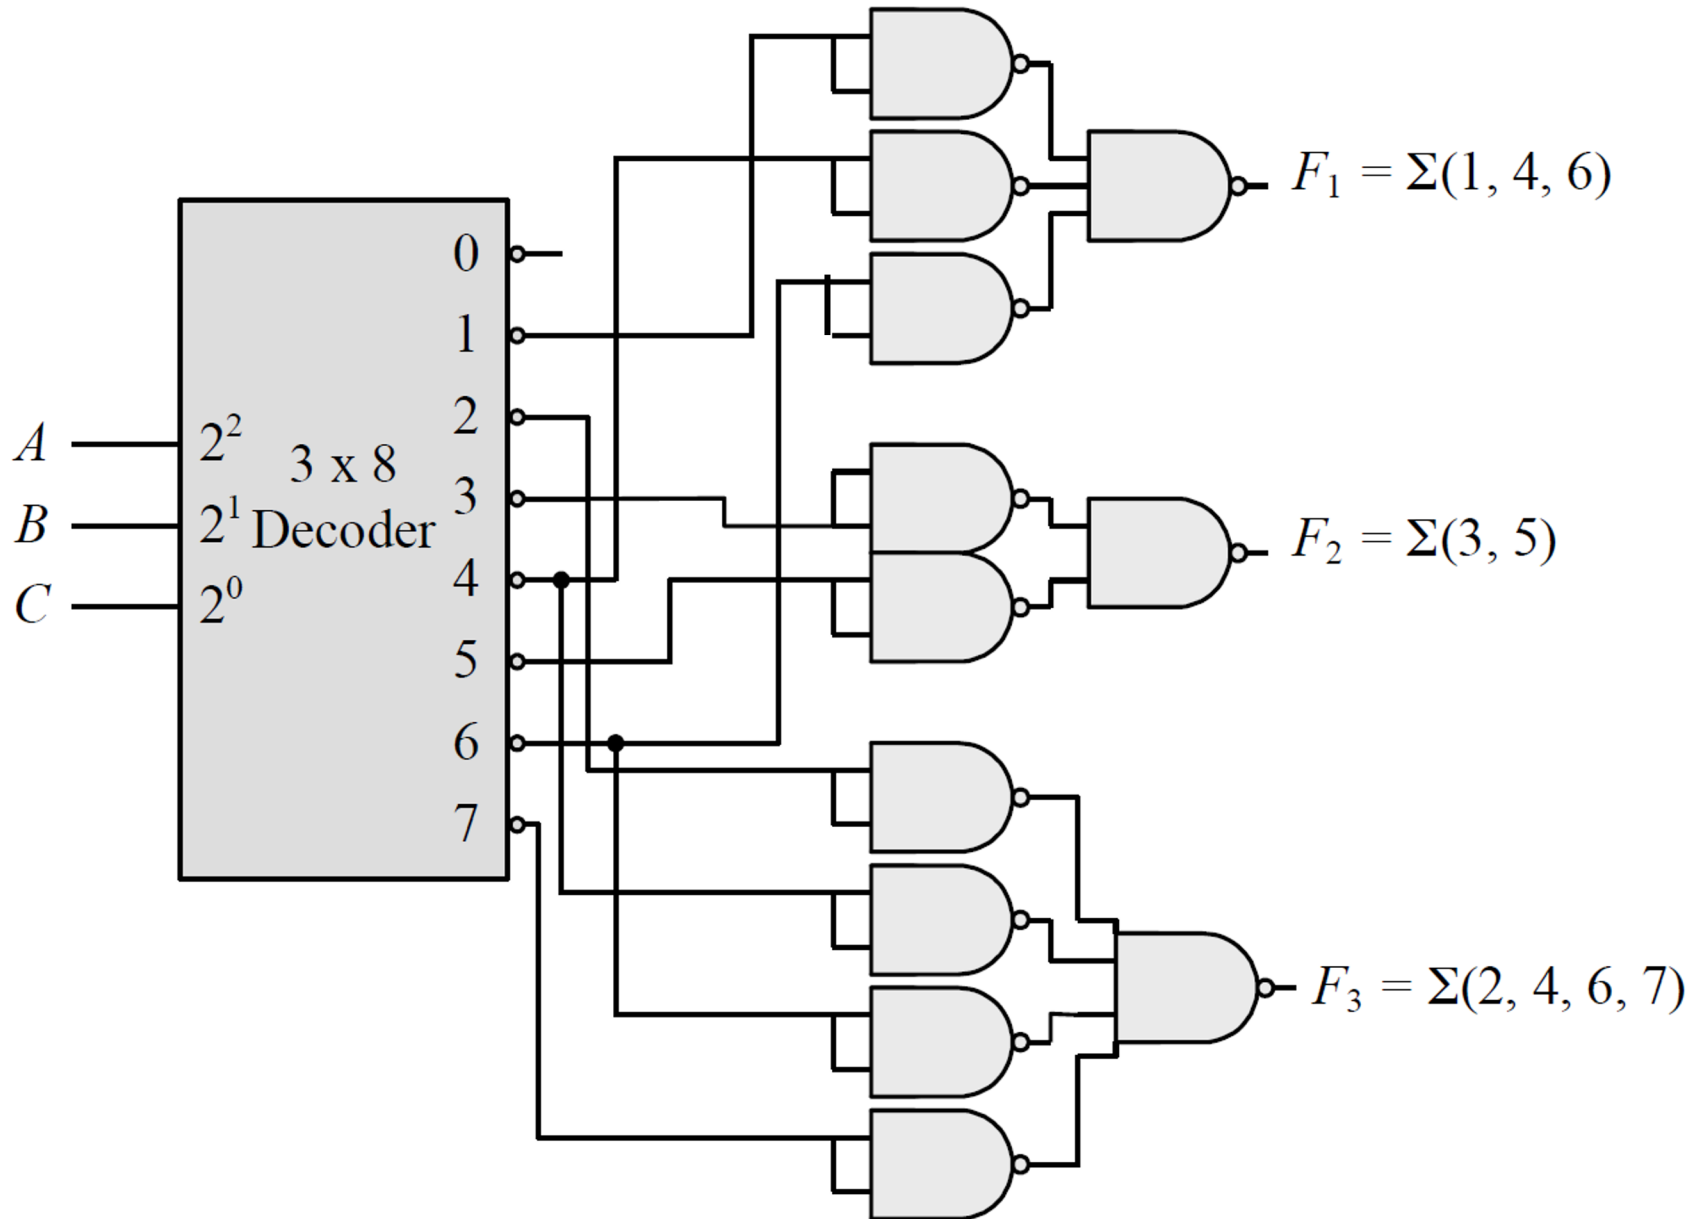 0
1
2
3
4
5
6
7
A
B
C
2²
2¹
2⁰
3 x 8
Decoder
F₁ = Σ(1, 4, 6)
F₂ = Σ(3, 5)
F₃ = Σ(2, 4, 6, 7)